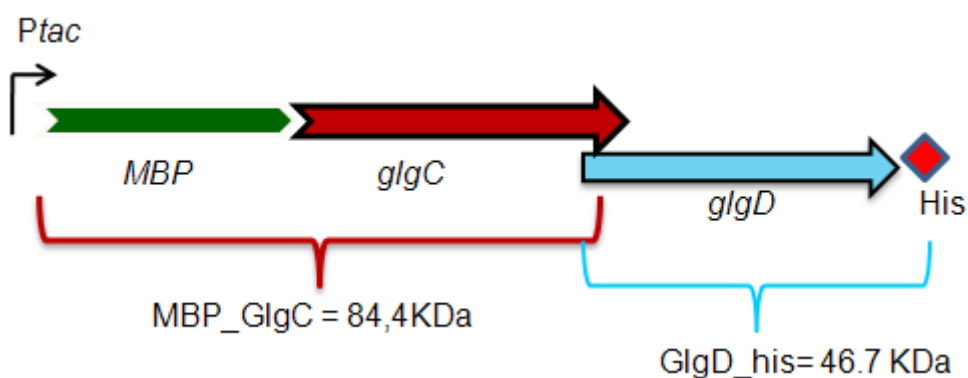 Ptac
MBP
glgC
glgD
His
MBP_GlgC = 84,4KDa
GlgD_his= 46.7 KDa